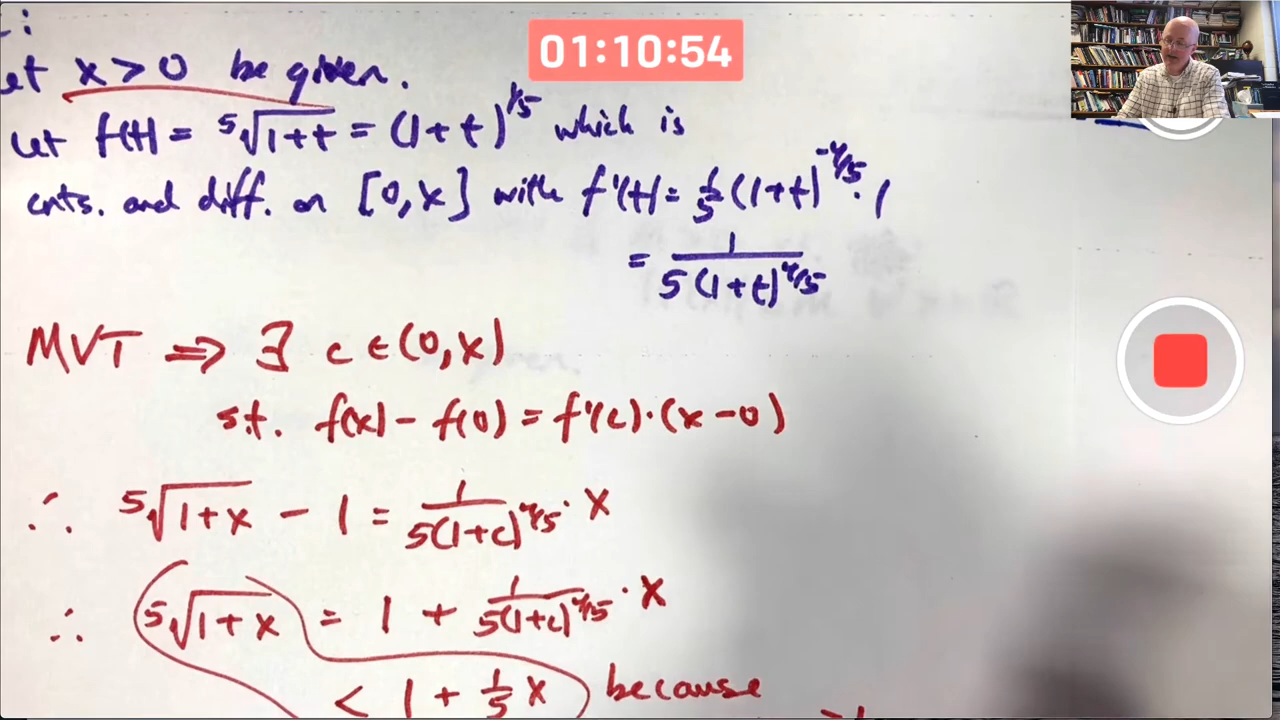 01:10:54
et x > 0 be given.
Let f(t) = ⁵√(1+t) = (1+t)^(1/5) which is
cnts. and diff. on [0,x] with f'(t) = 1/5 (1+t)^(-4/5) · 1
= 1/(5(1+t)^(4/5))
MVT ⇒ ∃ c ∈ (0,x)
s.t. f(x) - f(0) = f'(c)·(x-0)
∴ ⁵√(1+x) - 1 = 1/(5(1+c)^(4/5)) · x
∴ ⁵√(1+x) = 1 + 1/(5(1+c)^(4/5)) · x
< 1 + 1/5 x because